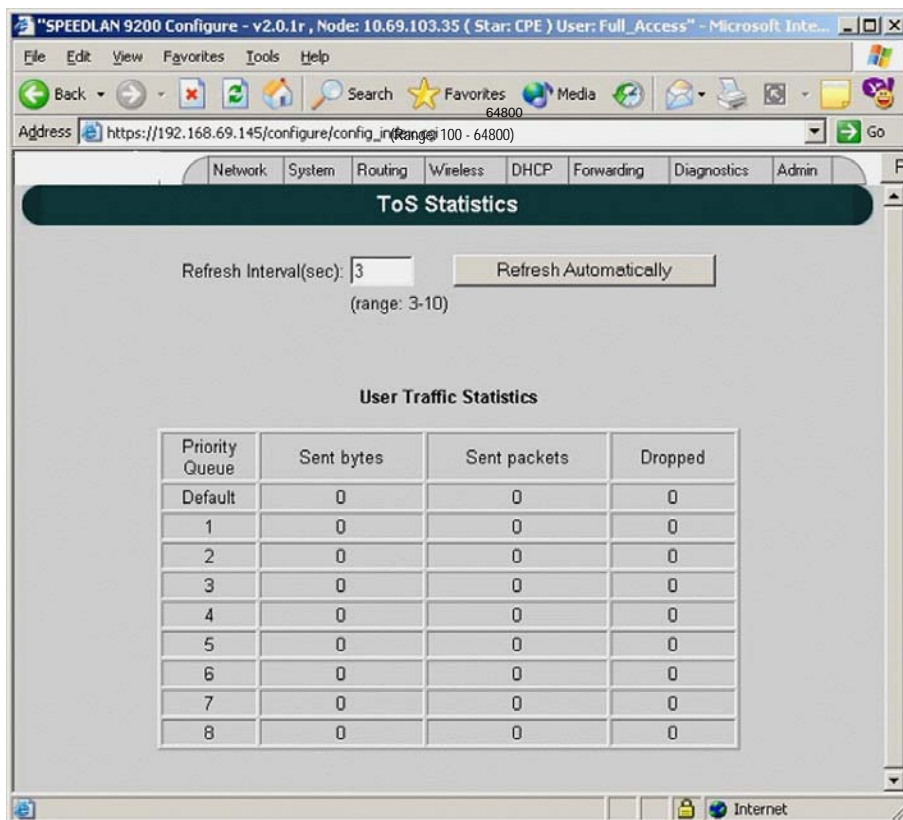 "SPEEDLAN 9200 Configure - v2.0.1r , Node: 10.69.103.35 ( Star: CPE ) User: Full_Access" - Microsoft Inte...
File Edit View Favorites Tools Help
Back Search Favorites Media
64800
Address https://192.168.69.145/configure/config_index.cgi Go
(Range 100 - 64800)
Network System Routing Wireless DHCP Forwarding Diagnostics Admin
ToS Statistics
Refresh Interval(sec): 3 Refresh Automatically
(range: 3-10)
User Traffic Statistics
Priority Queue Sent bytes Sent packets Dropped
Default 0 0 0
1 0 0 0
2 0 0 0
3 0 0 0
4 0 0 0
5 0 0 0
6 0 0 0
7 0 0 0
8 0 0 0
Internet